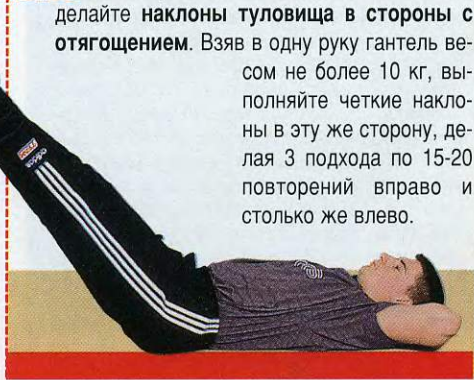 делайте наклоны туловища в стороны с
отягощением. Взяв в одну руку гантель ве-
сом не более 10 кг, вы-
полняйте четкие накло-
ны в эту же сторону, де-
лая 3 подхода по 15-20
повторений вправо и
столько же влево.
adidas